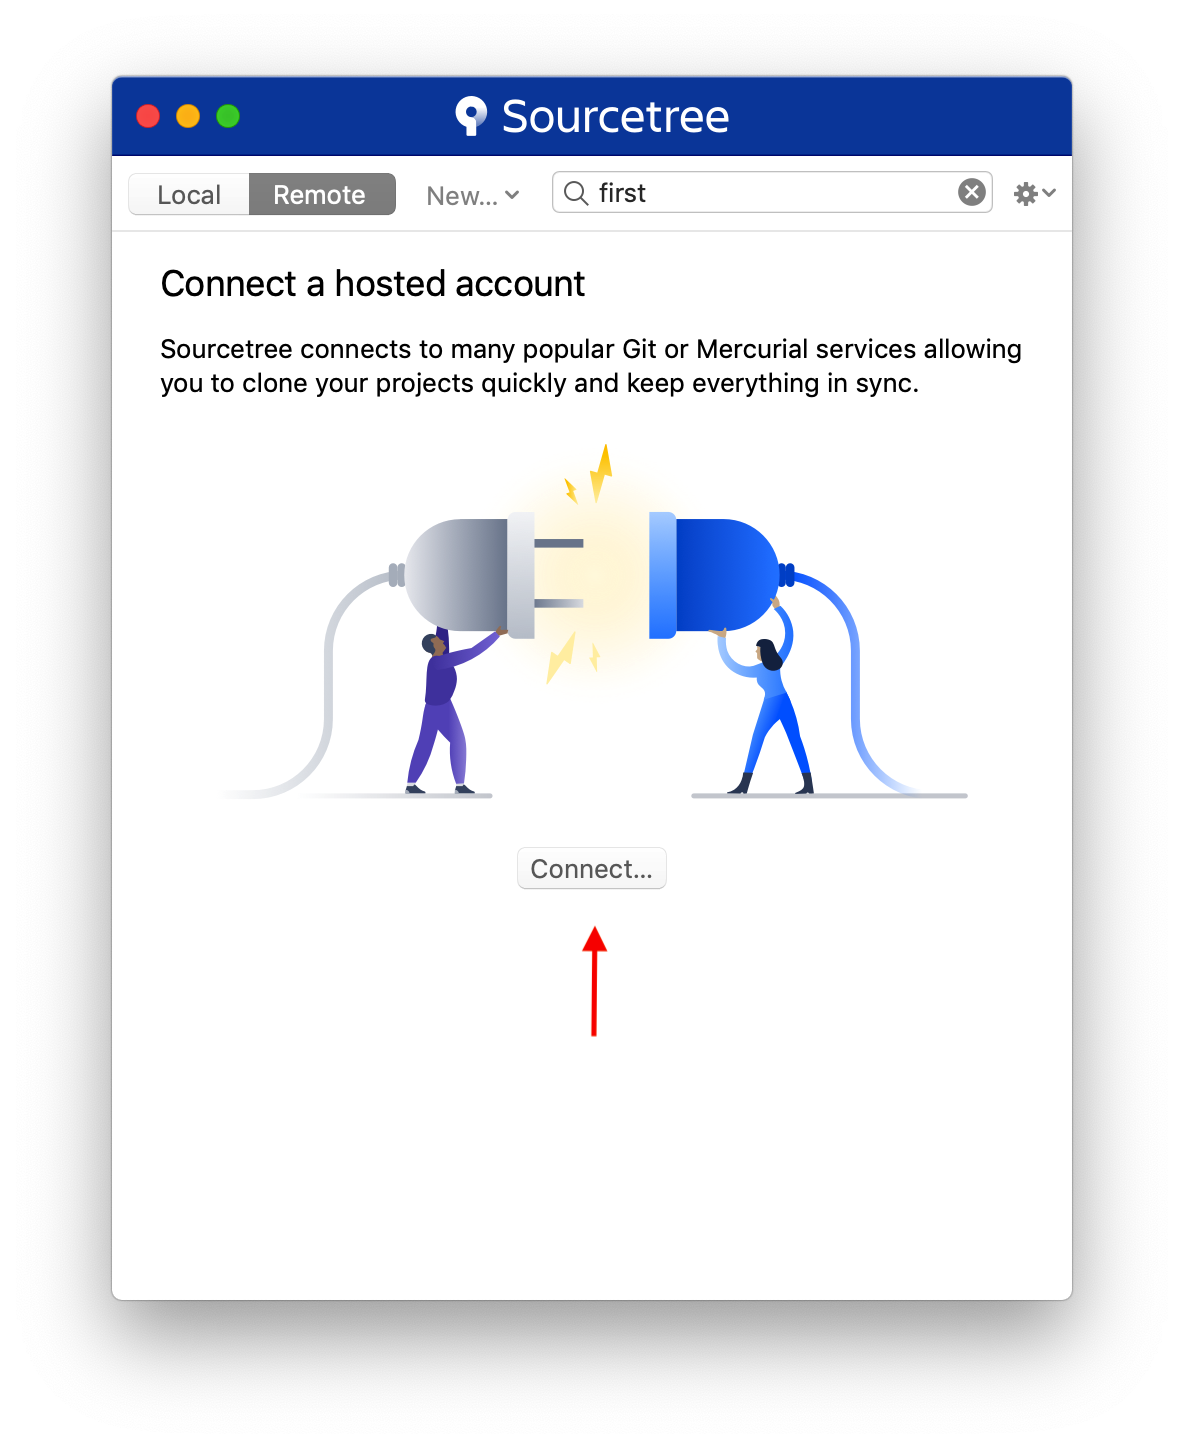 Sourcetree
Local Remote New... first
Connect a hosted account
Sourcetree connects to many popular Git or Mercurial services allowing
you to clone your projects quickly and keep everything in sync.
Connect...